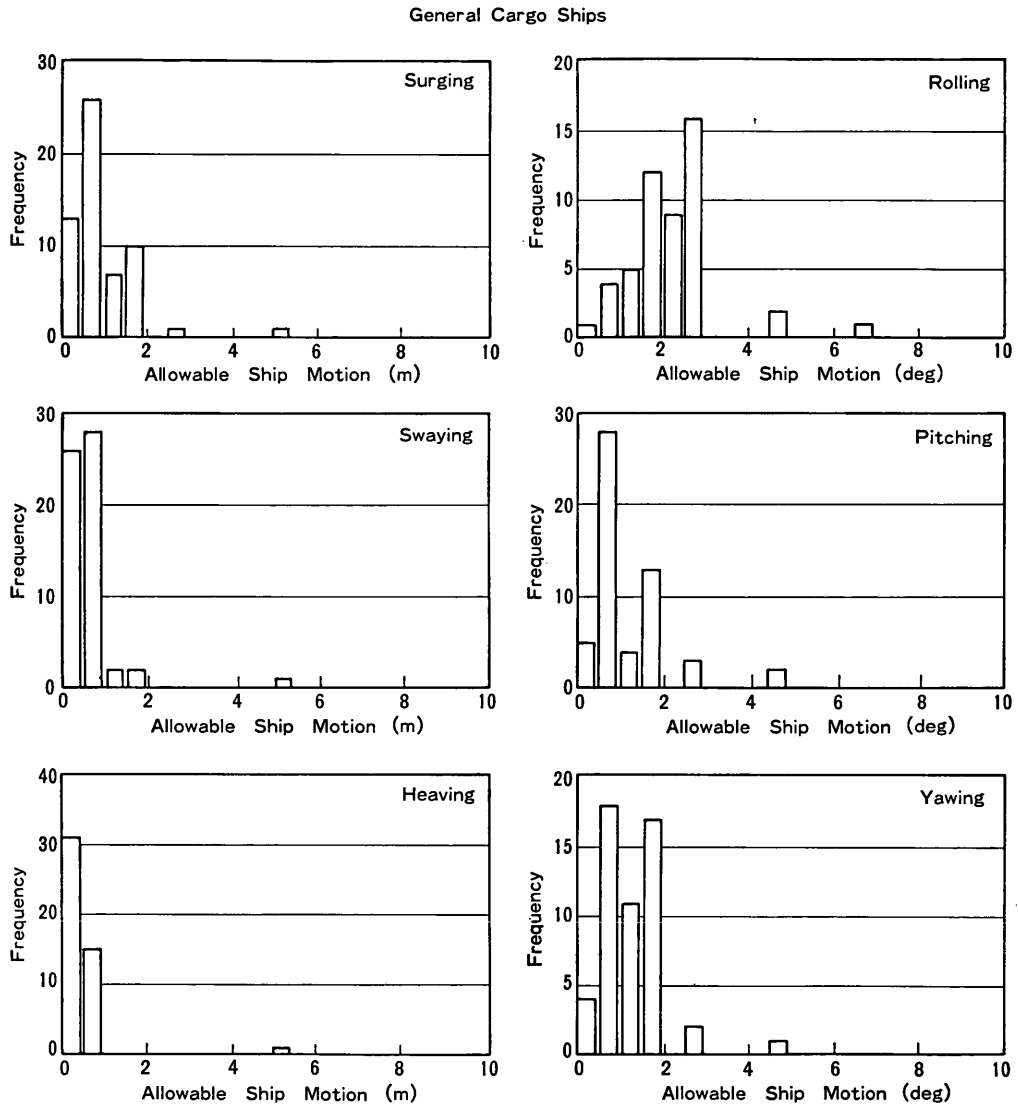 General Cargo Ships
30
20
10
0
Frequency
Surging
0 2 4 6 8 10
Allowable Ship Motion (m)
20
15
10
5
0
Frequency
Rolling
0 2 4 6 8 10
Allowable Ship Motion (deg)
30
20
10
0
Frequency
Swaying
0 2 4 6 8 10
Allowable Ship Motion (m)
30
20
10
0
Frequency
Pitching
0 2 4 6 8 10
Allowable Ship Motion (deg)
40
30
20
10
0
Frequency
Heaving
0 2 4 6 8 10
Allowable Ship Motion (m)
20
15
10
5
0
Frequency
Yawing
0 2 4 6 8 10
Allowable Ship Motion (deg)